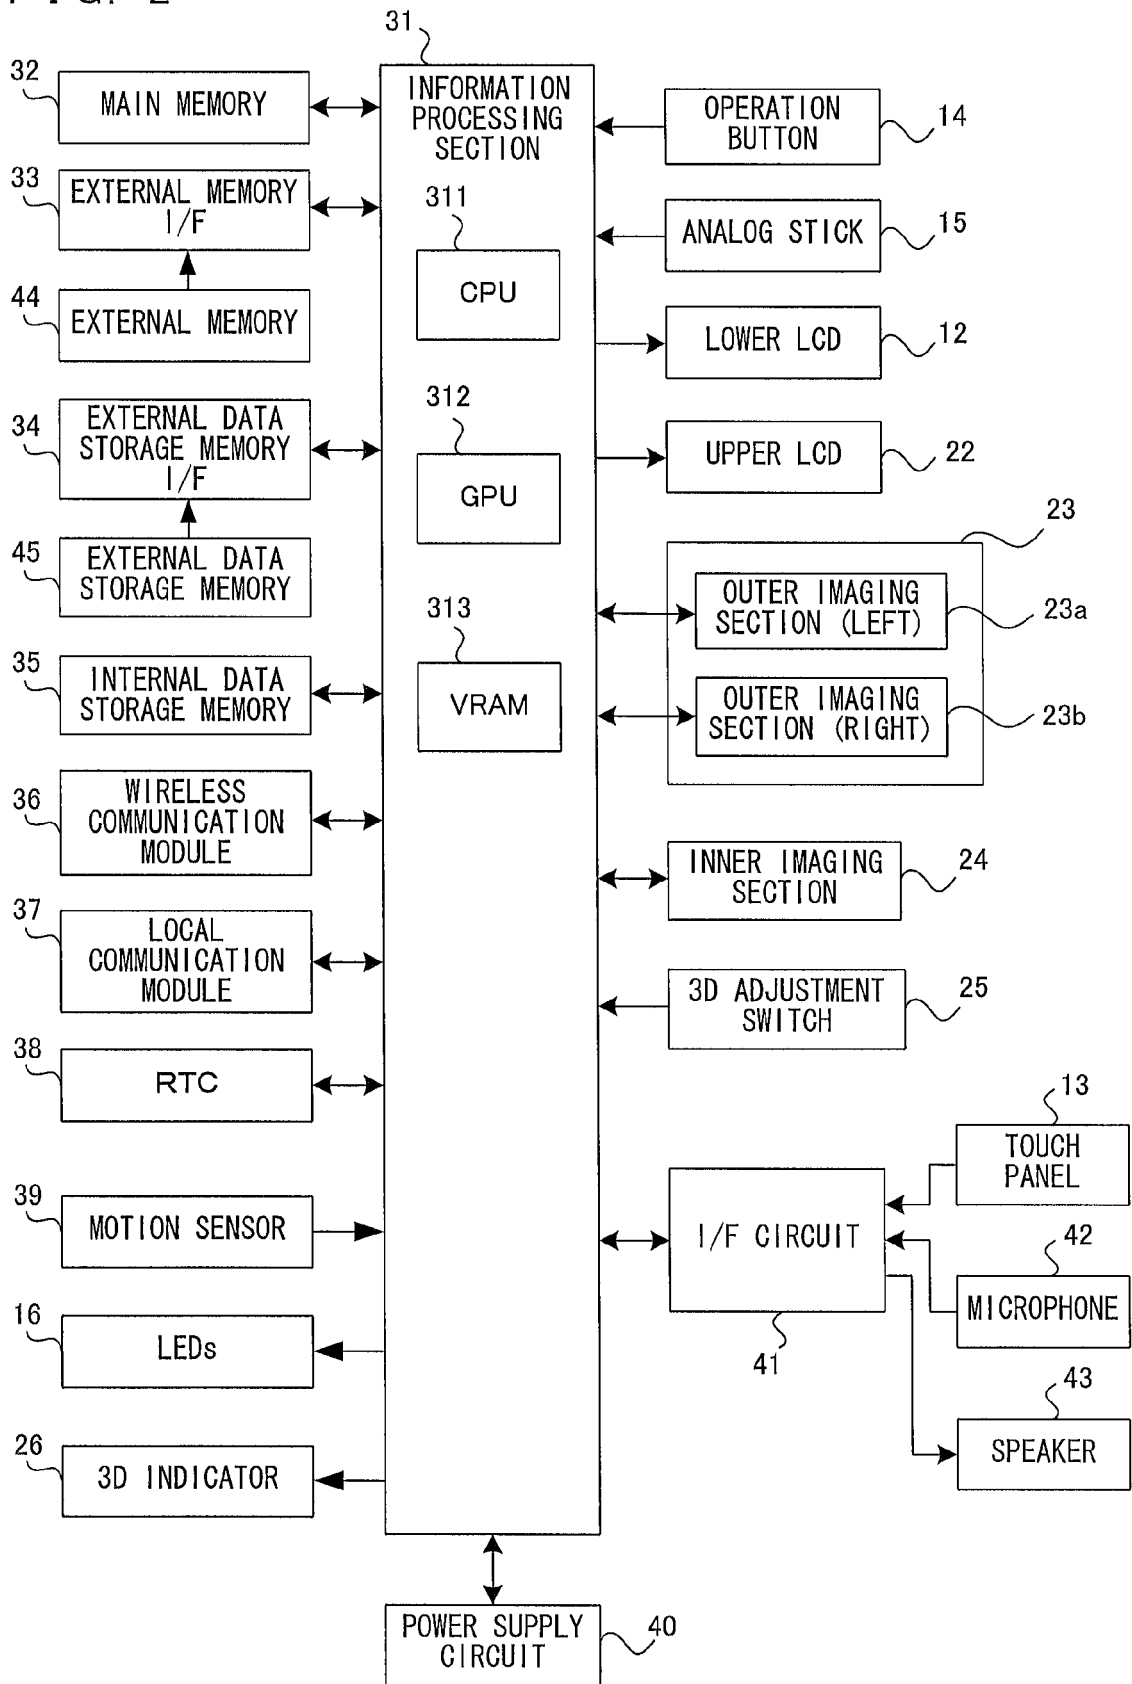 FIG. 2
31
INFORMATION
PROCESSING
SECTION
311
CPU
312
GPU
313
VRAM
32
MAIN MEMORY
33
EXTERNAL MEMORY
I/F
44
EXTERNAL MEMORY
34
EXTERNAL DATA
STORAGE MEMORY
I/F
45
EXTERNAL DATA
STORAGE MEMORY
35
INTERNAL DATA
STORAGE MEMORY
36
WIRELESS
COMMUNICATION
MODULE
37
LOCAL
COMMUNICATION
MODULE
38
RTC
39
MOTION SENSOR
16
LEDs
26
3D INDICATOR
OPERATION
BUTTON
14
ANALOG STICK
15
LOWER LCD
12
UPPER LCD
22
23
OUTER IMAGING
SECTION (LEFT)
23a
OUTER IMAGING
SECTION (RIGHT)
23b
INNER IMAGING
SECTION
24
3D ADJUSTMENT
SWITCH
25
13
TOUCH
PANEL
I/F CIRCUIT
41
42
MICROPHONE
43
SPEAKER
POWER SUPPLY
CIRCUIT
40